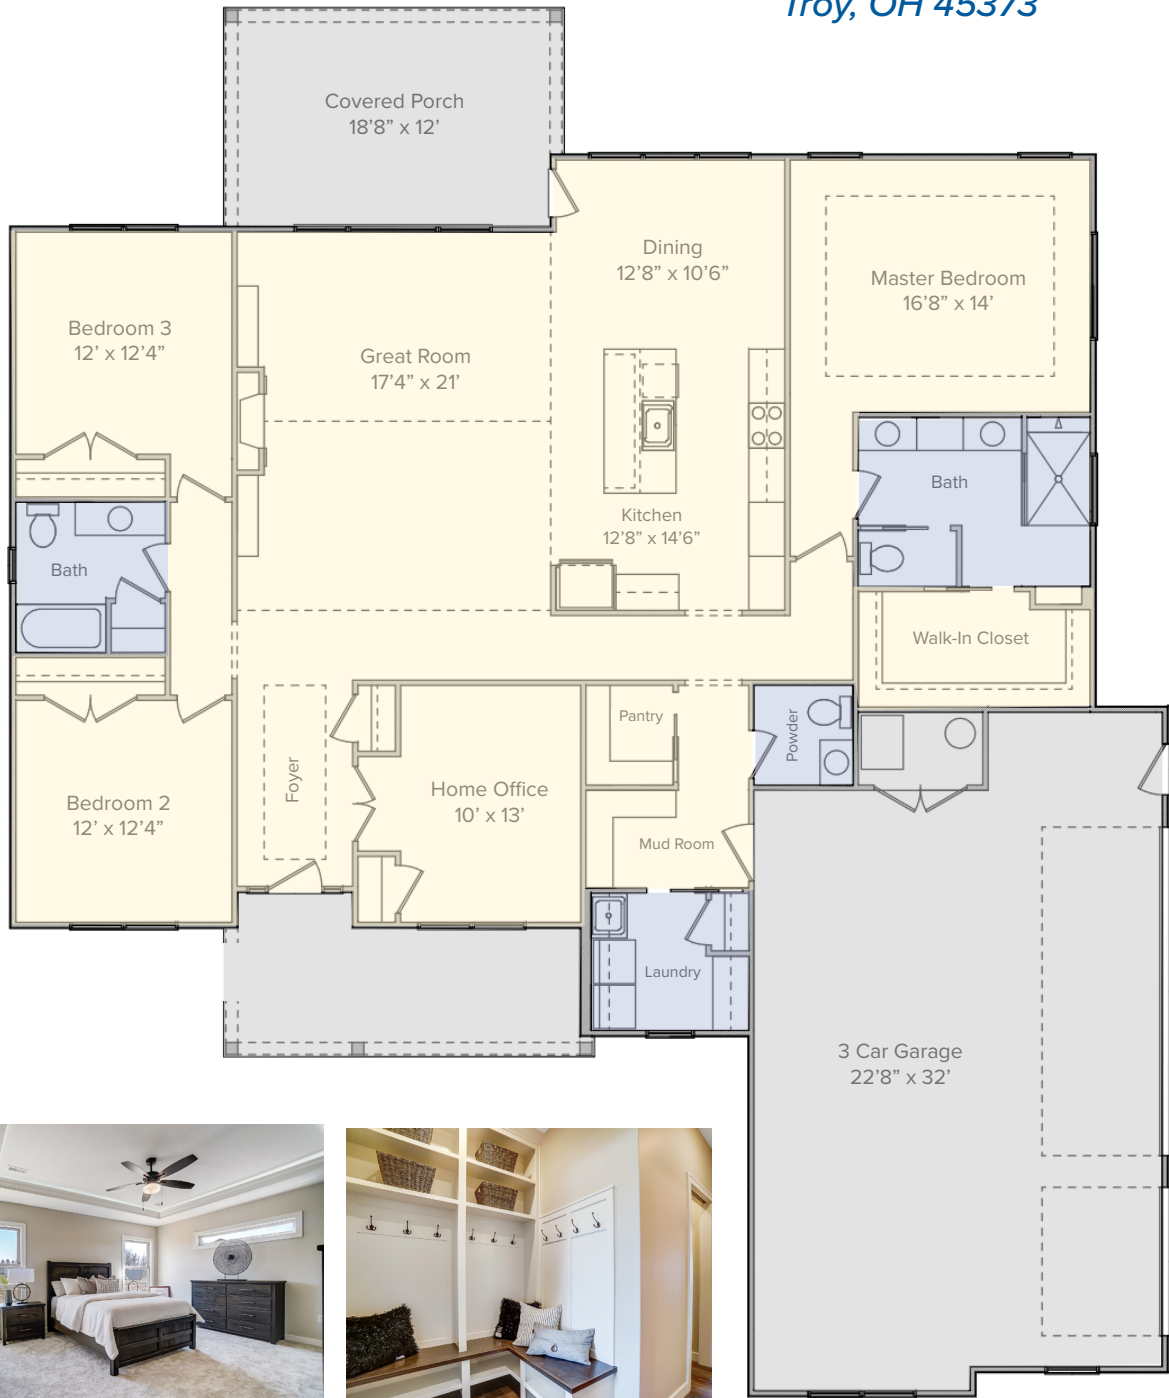 Troy, OH 45373
Covered Porch
18'8” x 12’
Dining
12’8” x 10’6”
Master Bedroom
16’8” x 14’
Bedroom 3
12’ x 12’4”
Great Room
17’4” x 21’
Kitchen
12’8” x 14’6”
Bath
Bath
Walk-In Closet
Pantry
Powder
Foyer
Home Office
10’ x 13’
Bedroom 2
12’ x 12’4”
Mud Room
Laundry
3 Car Garage
22’8” x 32’